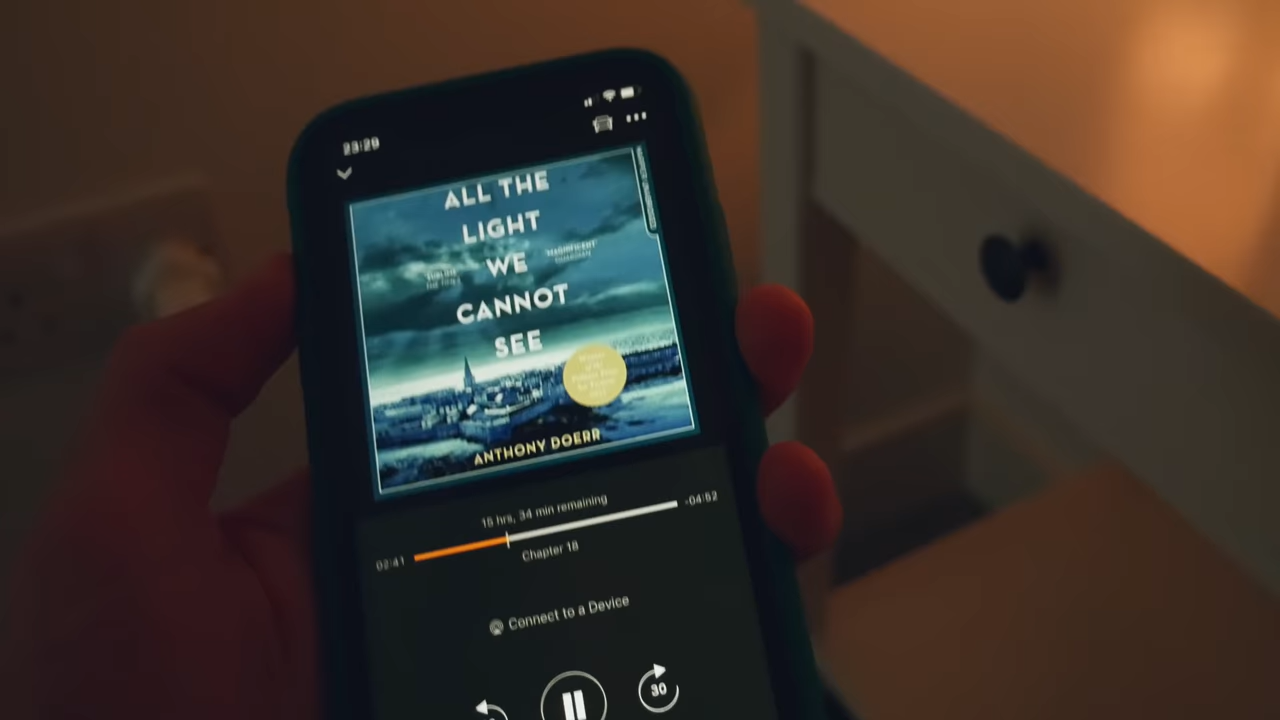 23:29
ALL THE
LIGHT
WE
CANNOT
SEE
ANTHONY DOERR
15 hrs, 34 min remaining
02:41
-04:52
Chapter 18
Connect to a Device
30